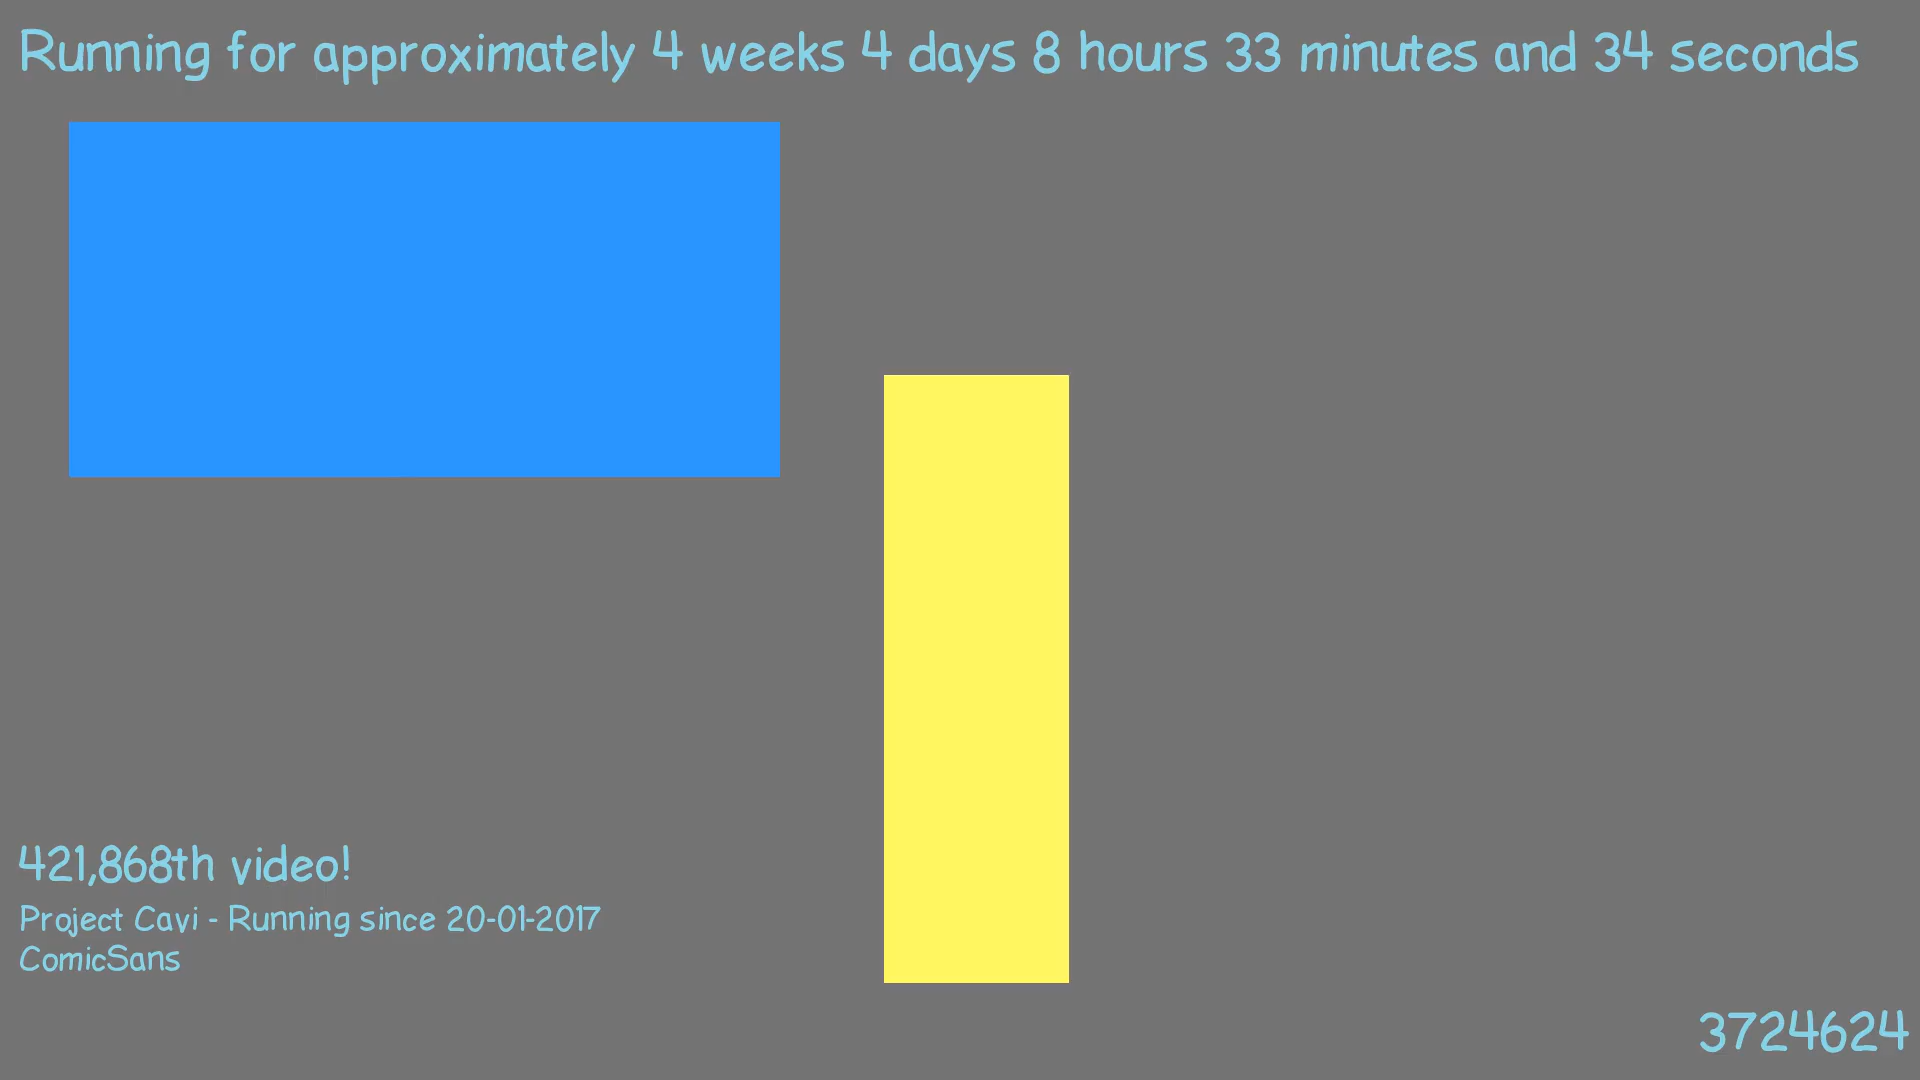 Running for approximately 4 weeks 4 days 8 hours 33 minutes and 34 seconds
421,868th video!
Project Cavi - Running since 20-01-2017
ComicSans
3724624